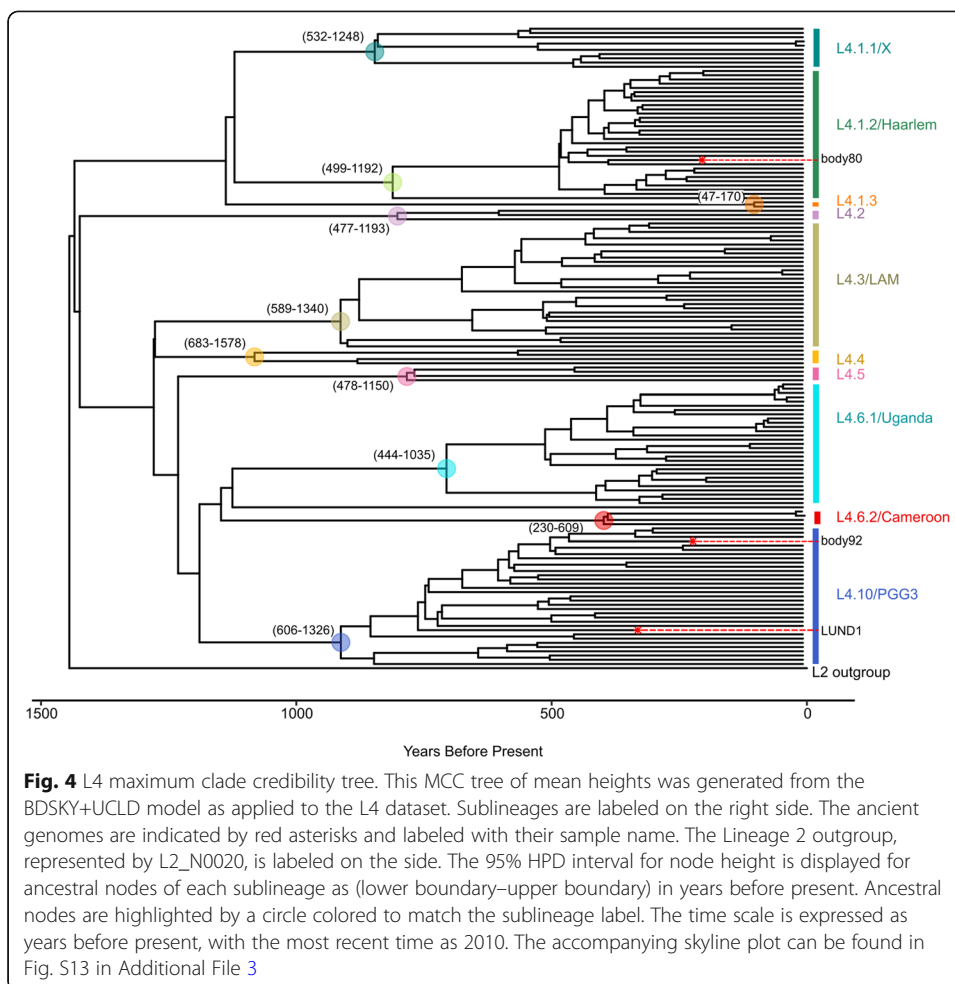 (532-1248)
L4.1.1/X
L4.1.2/Haarlem
body80
(499-1192)
(47-170)
L4.1.3
L4.2
(477-1193)
L4.3/LAM
(589-1340)
(683-1578)
L4.4
L4.5
(478-1150)
L4.6.1/Uganda
(444-1035)
L4.6.2/Cameroon
(230-609)
body92
L4.10/PGG3
(606-1326)
LUND1
L2 outgroup
1500 1000 500 0
Years Before Present
Fig. 4 L4 maximum clade credibility tree. This MCC tree of mean heights was generated from the
BDSKY+UCLD model as applied to the L4 dataset. Sublineages are labeled on the right side. The ancient
genomes are indicated by red asterisks and labeled with their sample name. The Lineage 2 outgroup,
represented by L2_N0020, is labeled on the side. The 95% HPD interval for node height is displayed for
ancestral nodes of each sublineage as (lower boundary–upper boundary) in years before present. Ancestral
nodes are highlighted by a circle colored to match the sublineage label. The time scale is expressed as
years before present, with the most recent time as 2010. The accompanying skyline plot can be found in
Fig. S13 in Additional File 3